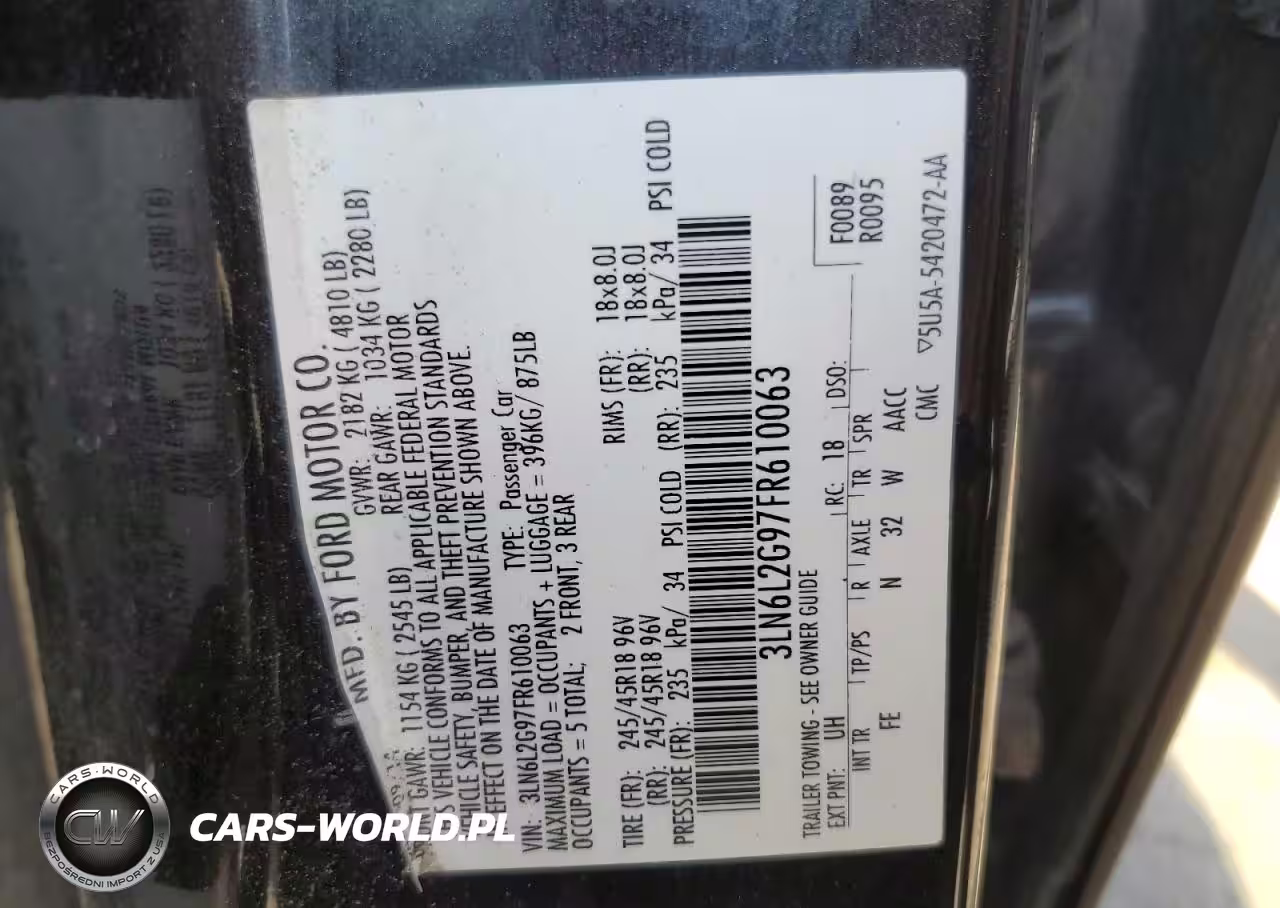 MFD. BY FORD MOTOR CO.
GVWR: 2182 KG ( 4810 LB)
GAWR: 1154 KG ( 2545 LB) REAR GAWR: 1034 KG ( 2280 LB)
VEHICLE CONFORMS TO ALL APPLICABLE FEDERAL MOTOR
VEHICLE SAFETY, BUMPER, AND THEFT PREVENTION STANDARDS
EFFECT ON THE DATE OF MANUFACTURE SHOWN ABOVE.
VIN: 3LN6L2G97FR610063 TYPE: Passenger Car
MAXIMUM LOAD = OCCUPANTS + LUGGAGE = 396KG/ 875LB
OCCUPANTS = 5 TOTAL: 2 FRONT, 3 REAR
TIRE (FR): 245/45R18 96V RIMS (FR): 18x8.0J
(RR): 245/45R18 96V (RR): 18x8.0J
PRESSURE (FR): 235 kPa/ 34 PSI COLD (RR): 235 kPa/ 34 PSI COLD
3LN6L2G97FR610063
TRAILER TOWING - SEE OWNER GUIDE
EXT PNT: UH RC: 18 DSO:
F0089
R0095
INT TR TP/PS R AXLE TR SPR
FE N 32 W AACC
CMC ▽5U5A-5420472-AA
CARS-WORLD
CW
BEZPOŚREDNI IMPORT Z USA
CARS-WORLD.PL